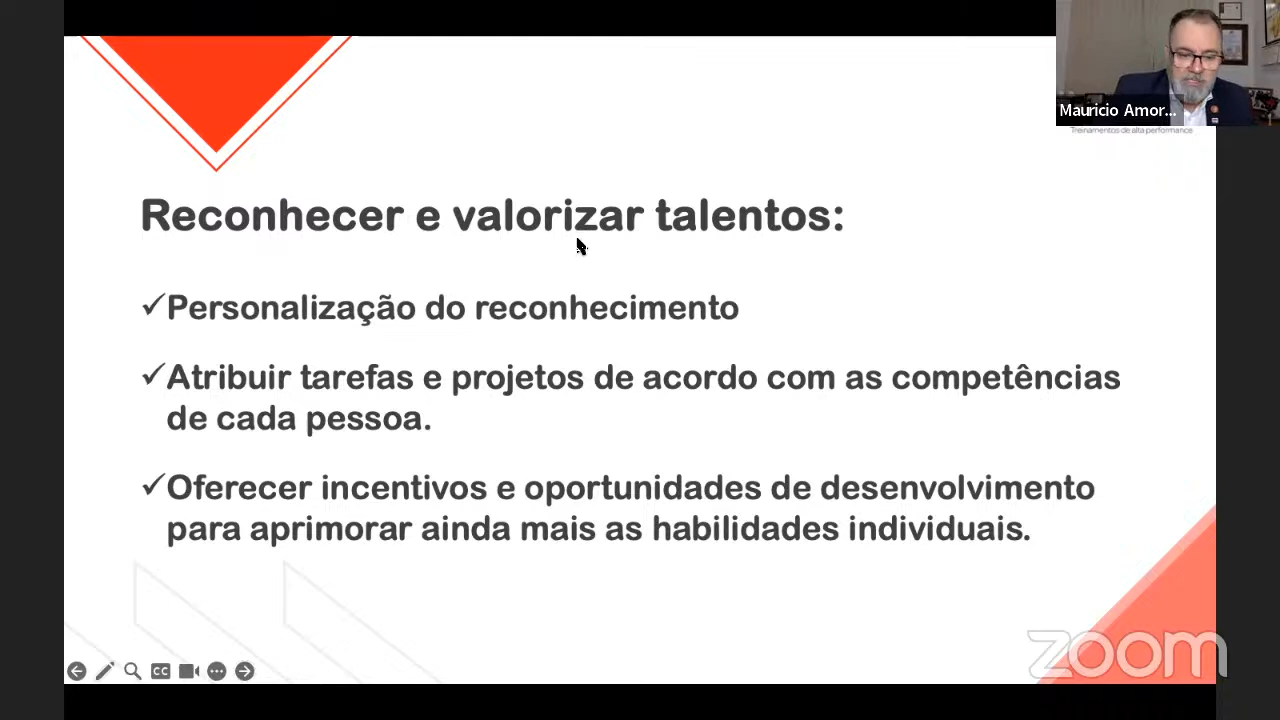 Mauricio Amor...
Treinamentos de alta performance
Reconhecer e valorizar talentos:
✓Personalização do reconhecimento
✓Atribuir tarefas e projetos de acordo com as competências
de cada pessoa.
✓Oferecer incentivos e oportunidades de desenvolvimento
para aprimorar ainda mais as habilidades individuais.
CC
zoom